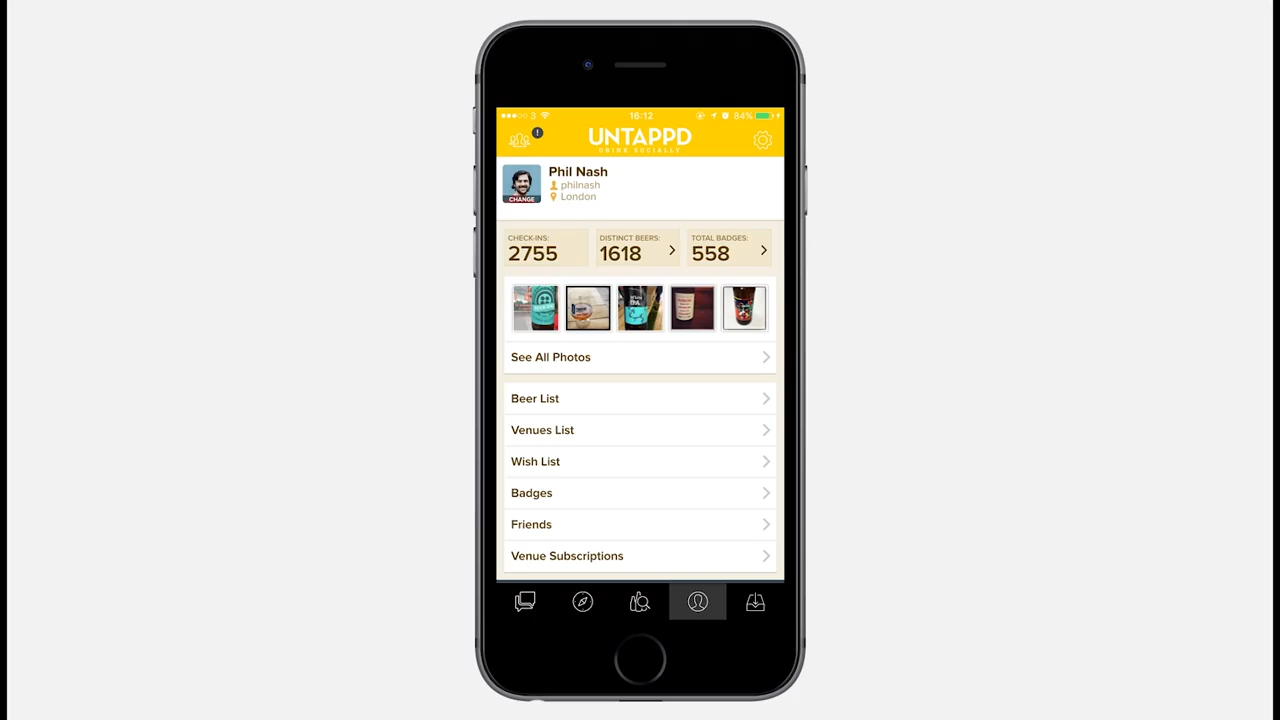 3 16:12 84%
!
UNTAPPD
DRINK SOCIALLY
Phil Nash
philnash
London
CHANGE
CHECK-INS: DISTINCT BEERS: TOTAL BADGES:
2755 1618 558
See All Photos
Beer List
Venues List
Wish List
Badges
Friends
Venue Subscriptions